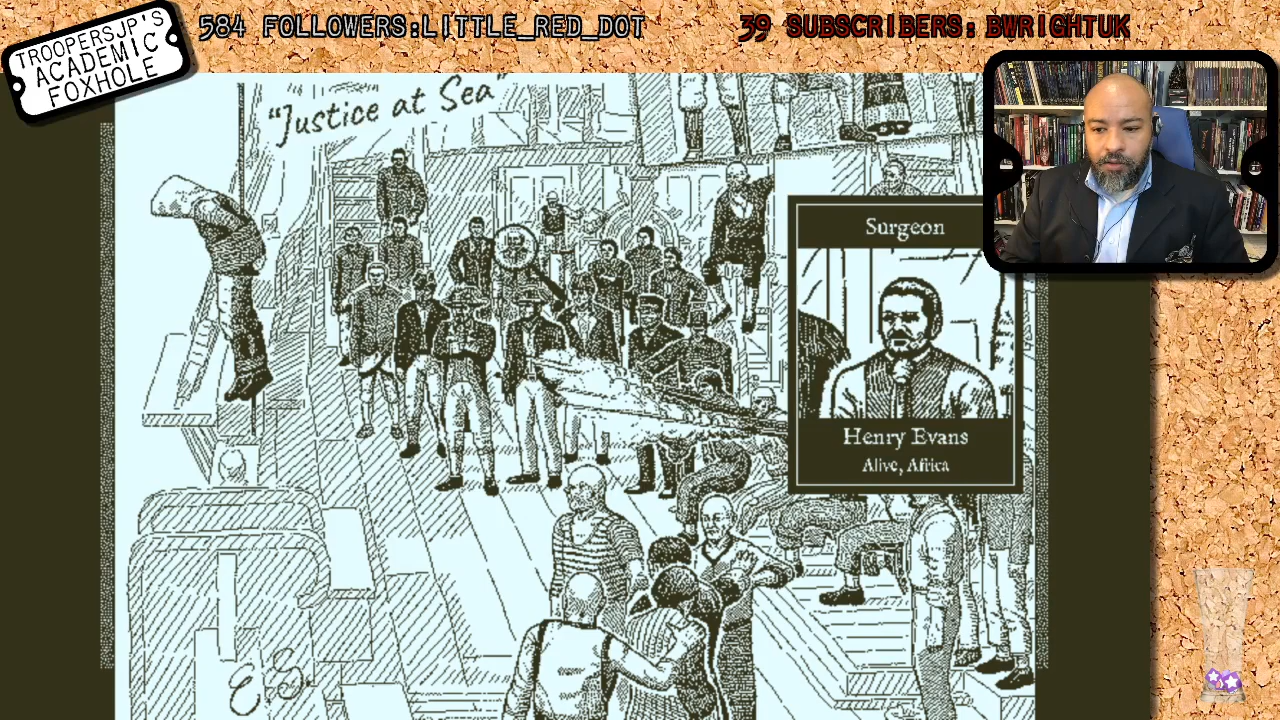 TROOPERSJP'S
ACADEMIC
FOXHOLE
584 FOLLOWERS:LITTLE_RED_DOT
39 SUBSCRIBERS: BWRIGHTUK
"Justice at Sea"
Surgeon
Henry Evans
Alive, Africa
E.S.